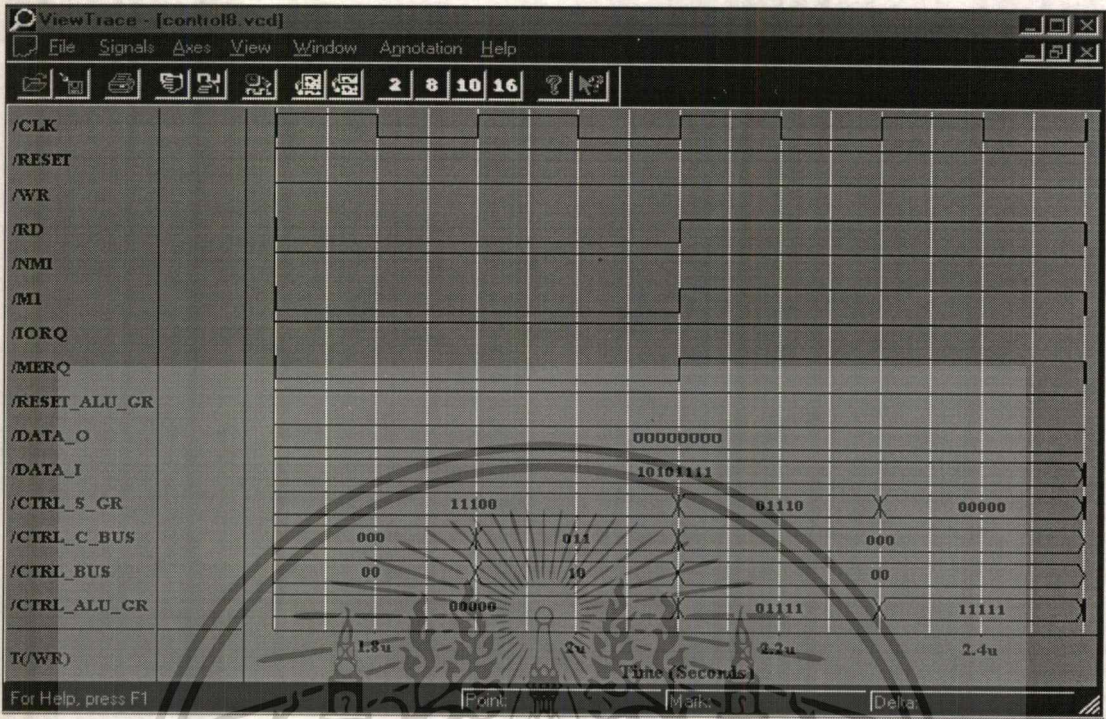 ViewTrace - [control8.vcd]
File Signals Axes View Window Annotation Help
2 8 10 16
/CLK
/RESET
/WR
/RD
/NMI
/M1
/IORQ
/MERQ
/RESET_ALU_GR
/DATA_O 00000000
/DATA_I 10101111
/CTRL_S_GR 11100 01110 00000
/CTRL_C_BUS 000 011 000
/CTRL_BUS 00 10 00
/CTRL_ALU_GR 00000 01111 11111
T(/WR) 1.8u 2u 2.2u 2.4u
Time (Seconds)
For Help, press F1 Point: Mark: Delta: